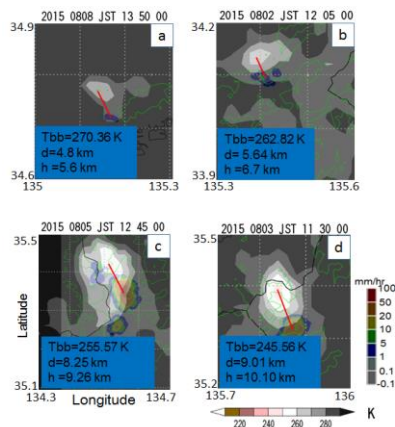 2015 0804 JST 13 50 00
34.9
a
Tbb=270.36 K
d=4.8 km
h =5.6 km
34.6
135
135.3
2015 0802 JST 12 05 00
34.2
b
Tbb=262.82 K
d= 5.64 km
h =6.7 km
33.9
135.3
135.6
2015 0805 JST 12 45 00
35.5
c
Tbb=255.57 K
d=8.25 km
h =9.26 km
35.1
134.3
134.7
Latitude
Longitude
2015 0803 JST 11 30 00
35.5
d
Tbb=245.56 K
d=9.01 km
h =10.10 km
35.2
135.7
136
mm/hr
100
50
20
10
5
1
-0.1
-0.1
220 240 260 280 K